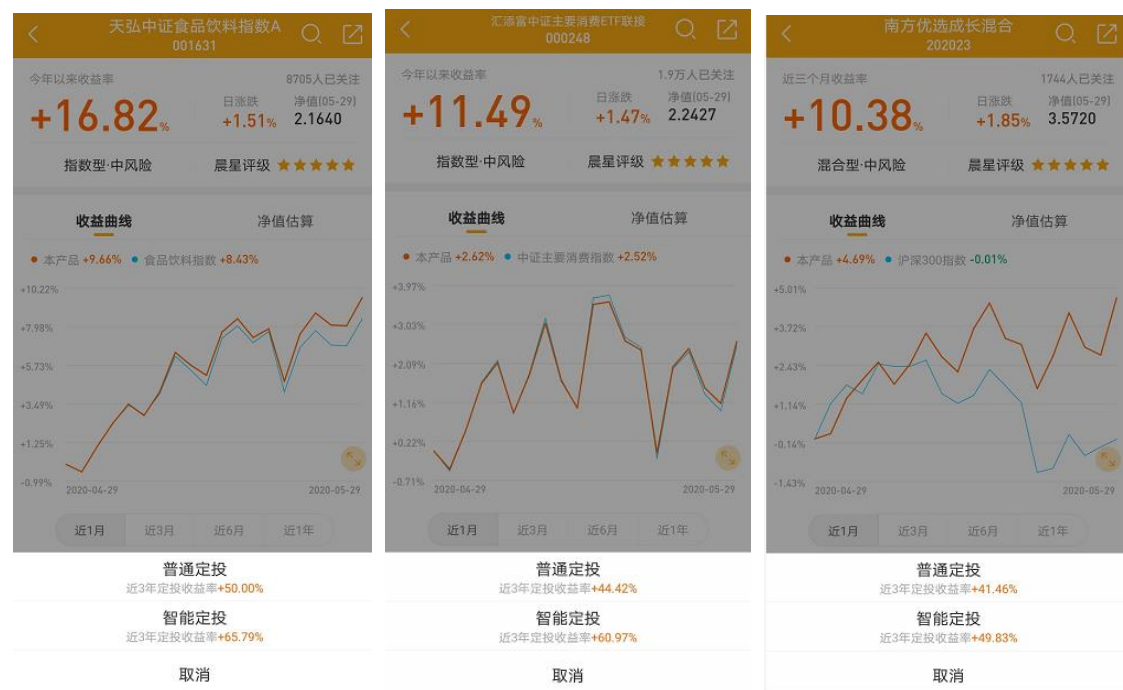 天弘中证食品饮料指数A
001631
今年以来收益率
8705人已关注
+16.82%
日涨跌
+1.51%
净值(05-29)
2.1640
指数型·中风险
晨星评级
收益曲线
净值估算
本产品 +9.66% 食品饮料指数 +8.43%
+10.22%
+7.98%
+5.73%
+3.49%
+1.25%
-0.99%
2020-04-29
2020-05-29
近1月 近3月 近6月 近1年
普通定投
近3年定投收益率+50.00%
智能定投
近3年定投收益率+65.79%
取消
汇添富中证主要消费ETF联接
000248
今年以来收益率
1.9万人已关注
+11.49%
日涨跌
+1.47%
净值(05-29)
2.2427
指数型·中风险
晨星评级
收益曲线
净值估算
本产品 +2.62% 中证主要消费指数 +2.52%
+3.97%
+3.03%
+2.09%
+1.16%
+0.22%
-0.71%
2020-04-29
2020-05-29
近1月 近3月 近6月 近1年
普通定投
近3年定投收益率+44.42%
智能定投
近3年定投收益率+60.97%
取消
南方优选成长混合
202023
近三个月收益率
1744人已关注
+10.38%
日涨跌
+1.85%
净值(05-29)
3.5720
混合型·中风险
晨星评级
收益曲线
净值估算
本产品 +4.69% 沪深300指数 -0.01%
+5.01%
+3.72%
+2.43%
+1.14%
-0.14%
-1.43%
2020-04-29
2020-05-29
近1月 近3月 近6月 近1年
普通定投
近3年定投收益率+41.46%
智能定投
近3年定投收益率+49.83%
取消